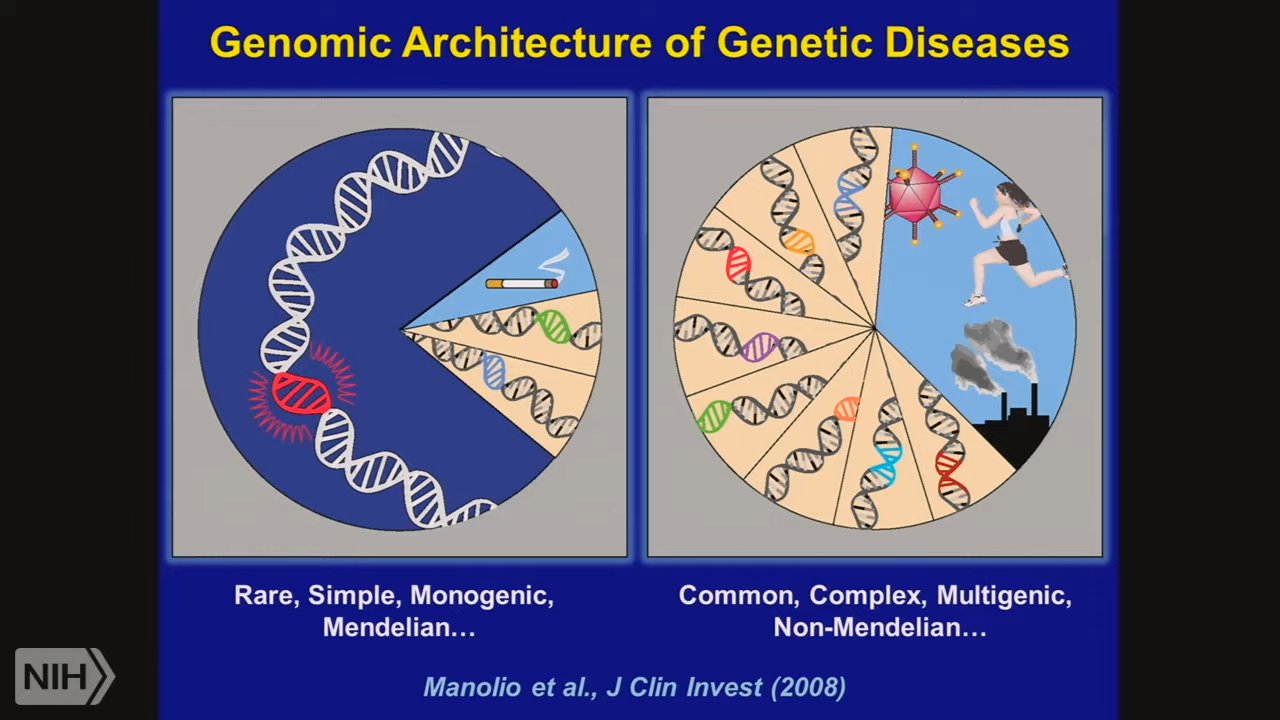 Genomic Architecture of Genetic Diseases
Rare, Simple, Monogenic,
Mendelian…
Common, Complex, Multigenic,
Non-Mendelian…
Manolio et al., J Clin Invest (2008)
NIH